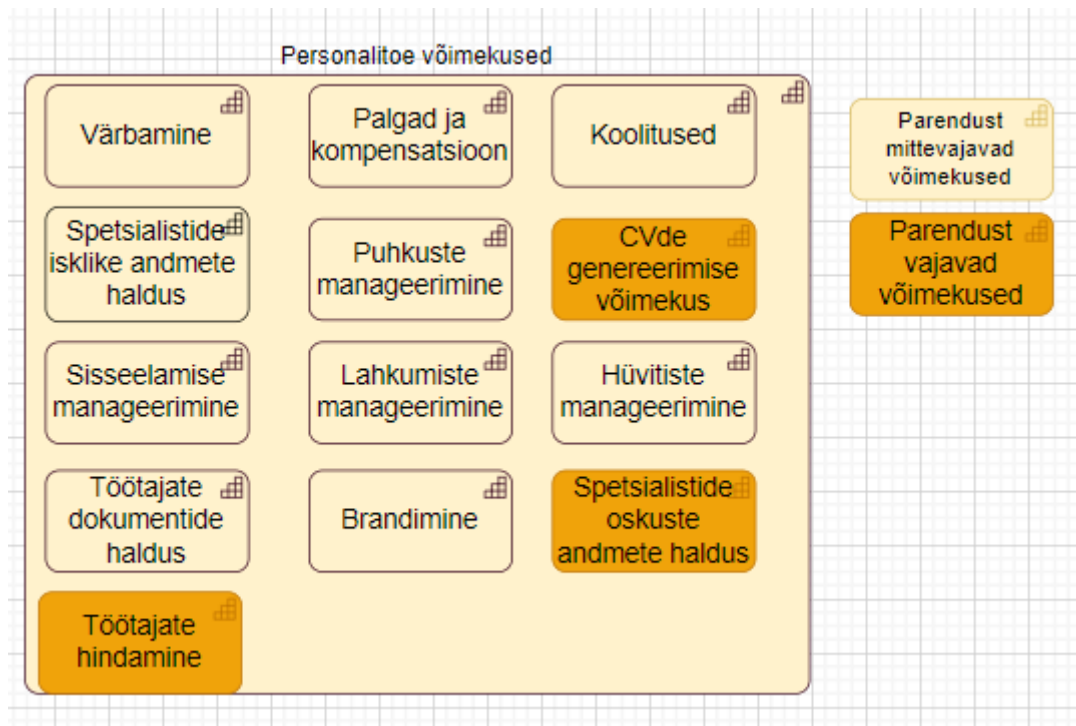 Personalitoe võimekused
Värbamine
Palgad ja
kompensatsioon
Koolitused
Spetsialistide
isklike andmete
haldus
Puhkuste
manageerimine
CVde
genereerimise
võimekus
Sisseelamise
manageerimine
Lahkumiste
manageerimine
Hüvitiste
manageerimine
Töötajate
dokumentide
haldus
Brandimine
Spetsialistide
oskuste
andmete haldus
Töötajate
hindamine
Parendust
mittevajavad
võimekused
Parendust
vajavad
võimekused